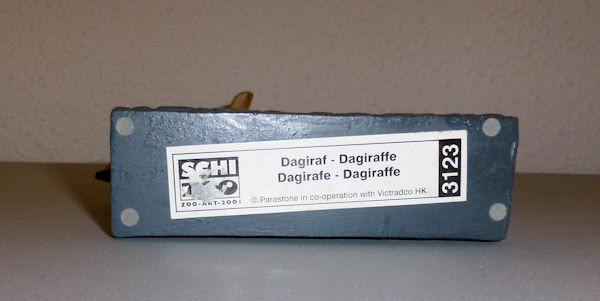 SCHI
ZOO-ART-2001
Dagiraf - Dagiraffe
Dagirafe - Dagiraffe
© Parastone in co-operation with Victradco HK
3123